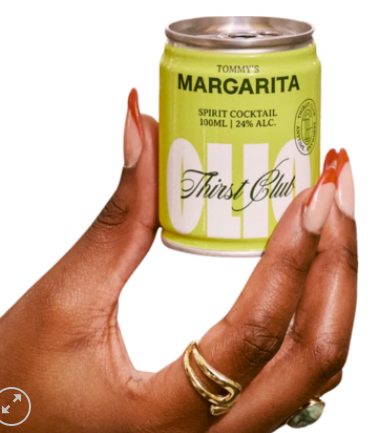 TOMMY'S
MARGARITA
SPIRIT COCKTAIL
100ML | 24% ALC.
Thirst Club